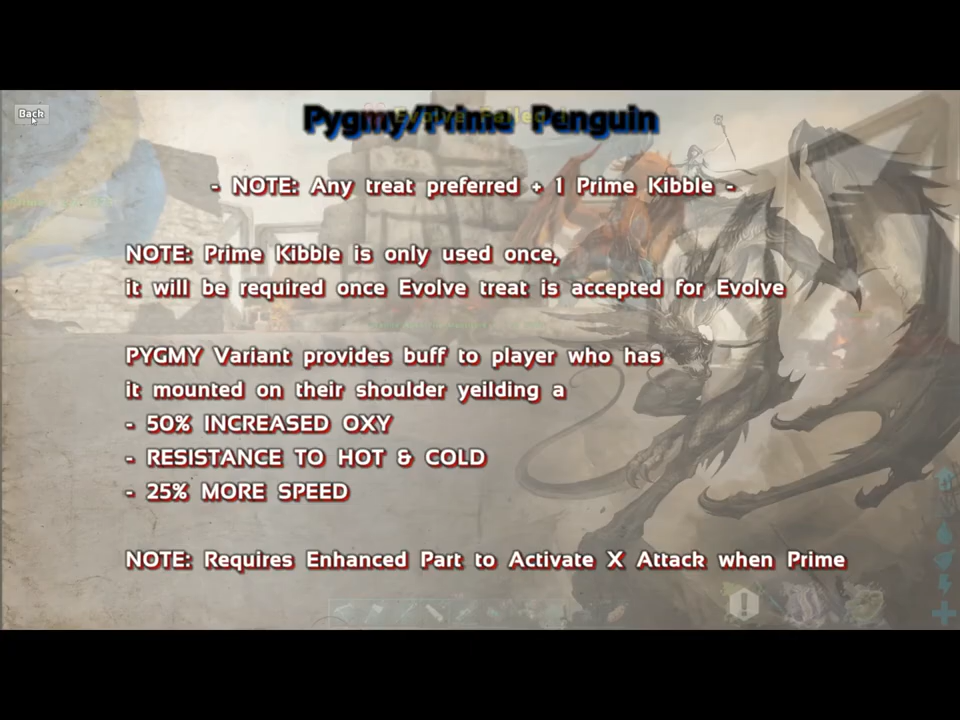 Back
Pygmy/Prime Penguin
- NOTE: Any treat preferred + 1 Prime Kibble -
NOTE: Prime Kibble is only used once,
it will be required once Evolve treat is accepted for Evolve
PYGMY Variant provides buff to player who has
it mounted on their shoulder yeilding a
- 50% INCREASED OXY
- RESISTANCE TO HOT & COLD
- 25% MORE SPEED
NOTE: Requires Enhanced Part to Activate X Attack when Prime